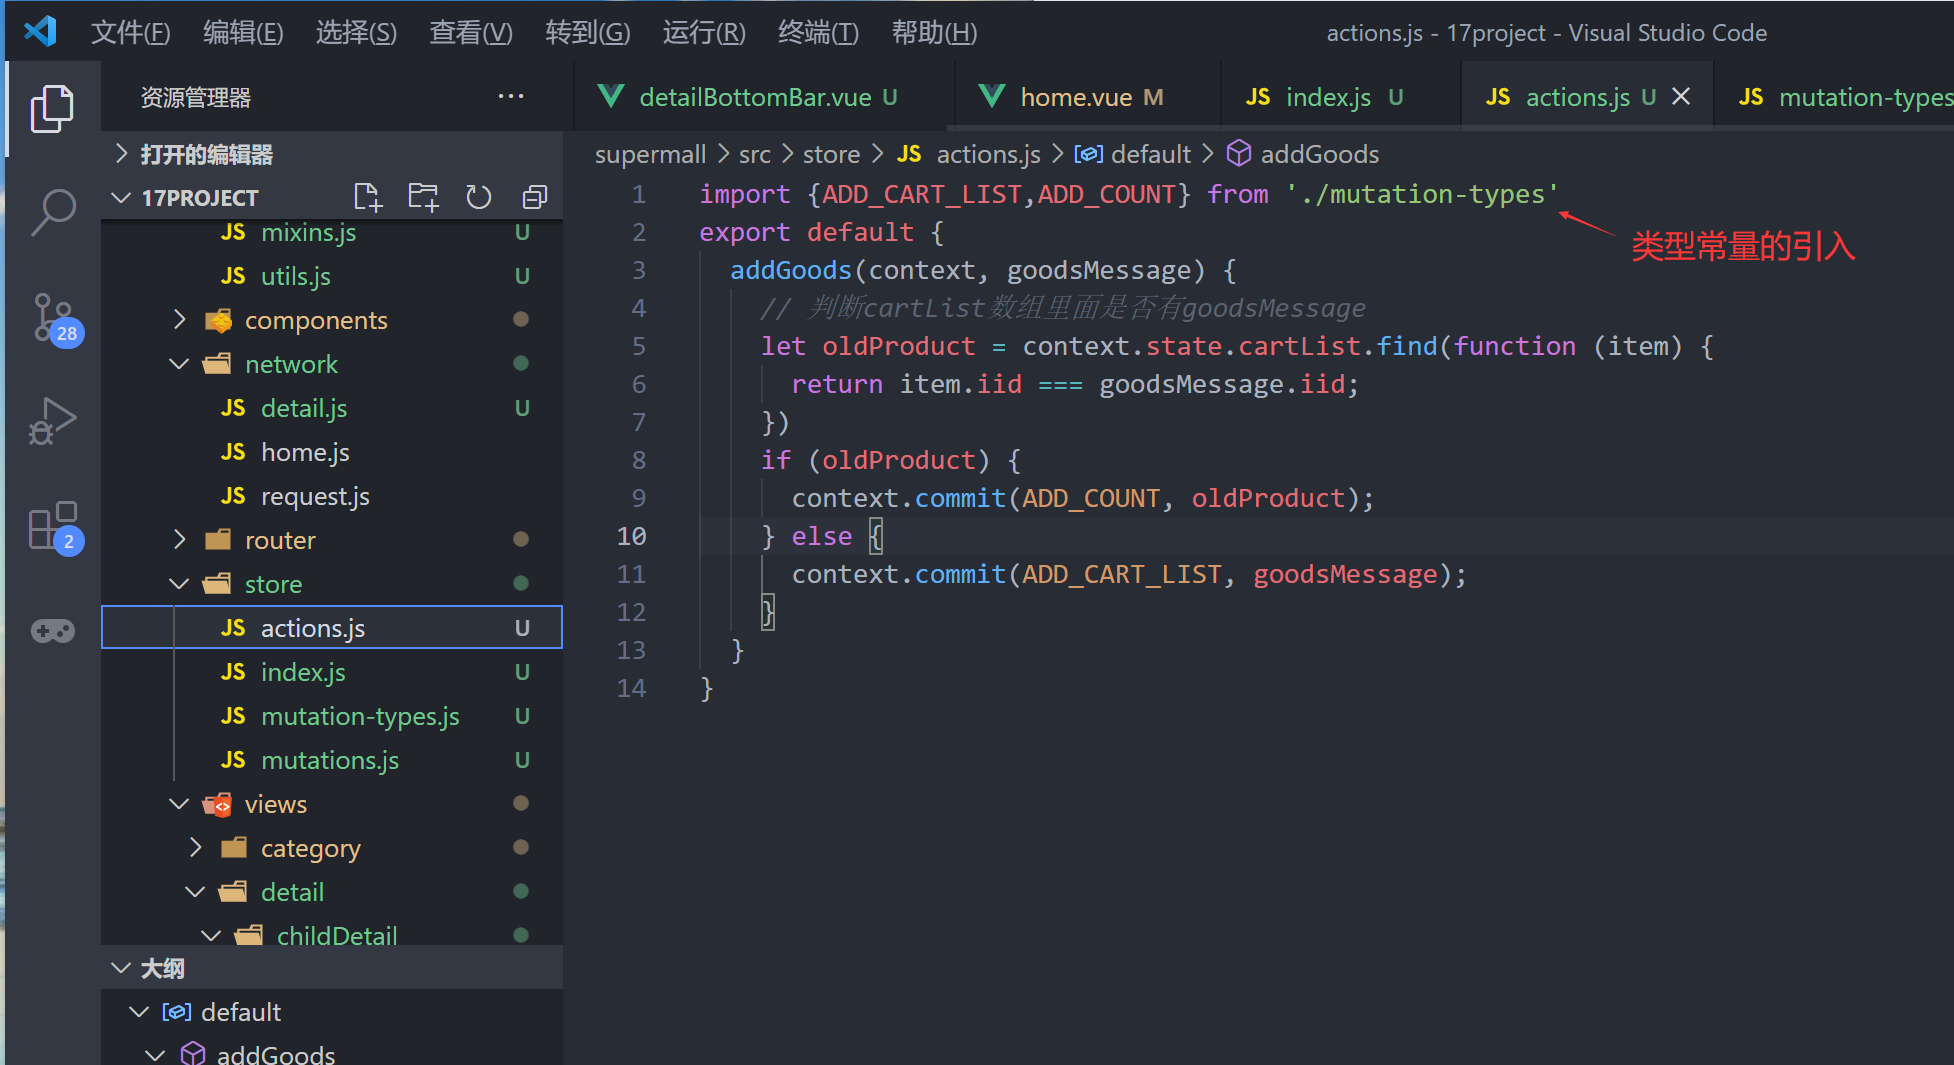 文件(F) 编辑(E) 选择(S) 查看(V) 转到(G) 运行(R) 终端(T) 帮助(H) actions.js - 17project - Visual Studio Code
资源管理器 ···
打开的编辑器
17PROJECT
JS mixins.js U
JS utils.js U
components
network
JS detail.js U
JS home.js
JS request.js
router
store
JS actions.js U
JS index.js U
JS mutation-types.js U
JS mutations.js U
views
category
detail
childDetail
大纲
default
addGoods
28
2
detailBottomBar.vue U home.vue M JS index.js U JS actions.js U JS mutation-types
supermall > src > store > JS actions.js > default > addGoods
1 import {ADD_CART_LIST,ADD_COUNT} from './mutation-types'
2 export default {
3 addGoods(context, goodsMessage) {
4 // 判断cartList数组里面是否有goodsMessage
5 let oldProduct = context.state.cartList.find(function (item) {
6 return item.iid === goodsMessage.iid;
7 })
8 if (oldProduct) {
9 context.commit(ADD_COUNT, oldProduct);
10 } else {
11 context.commit(ADD_CART_LIST, goodsMessage);
12 }
13 }
14 }
类型常量的引入